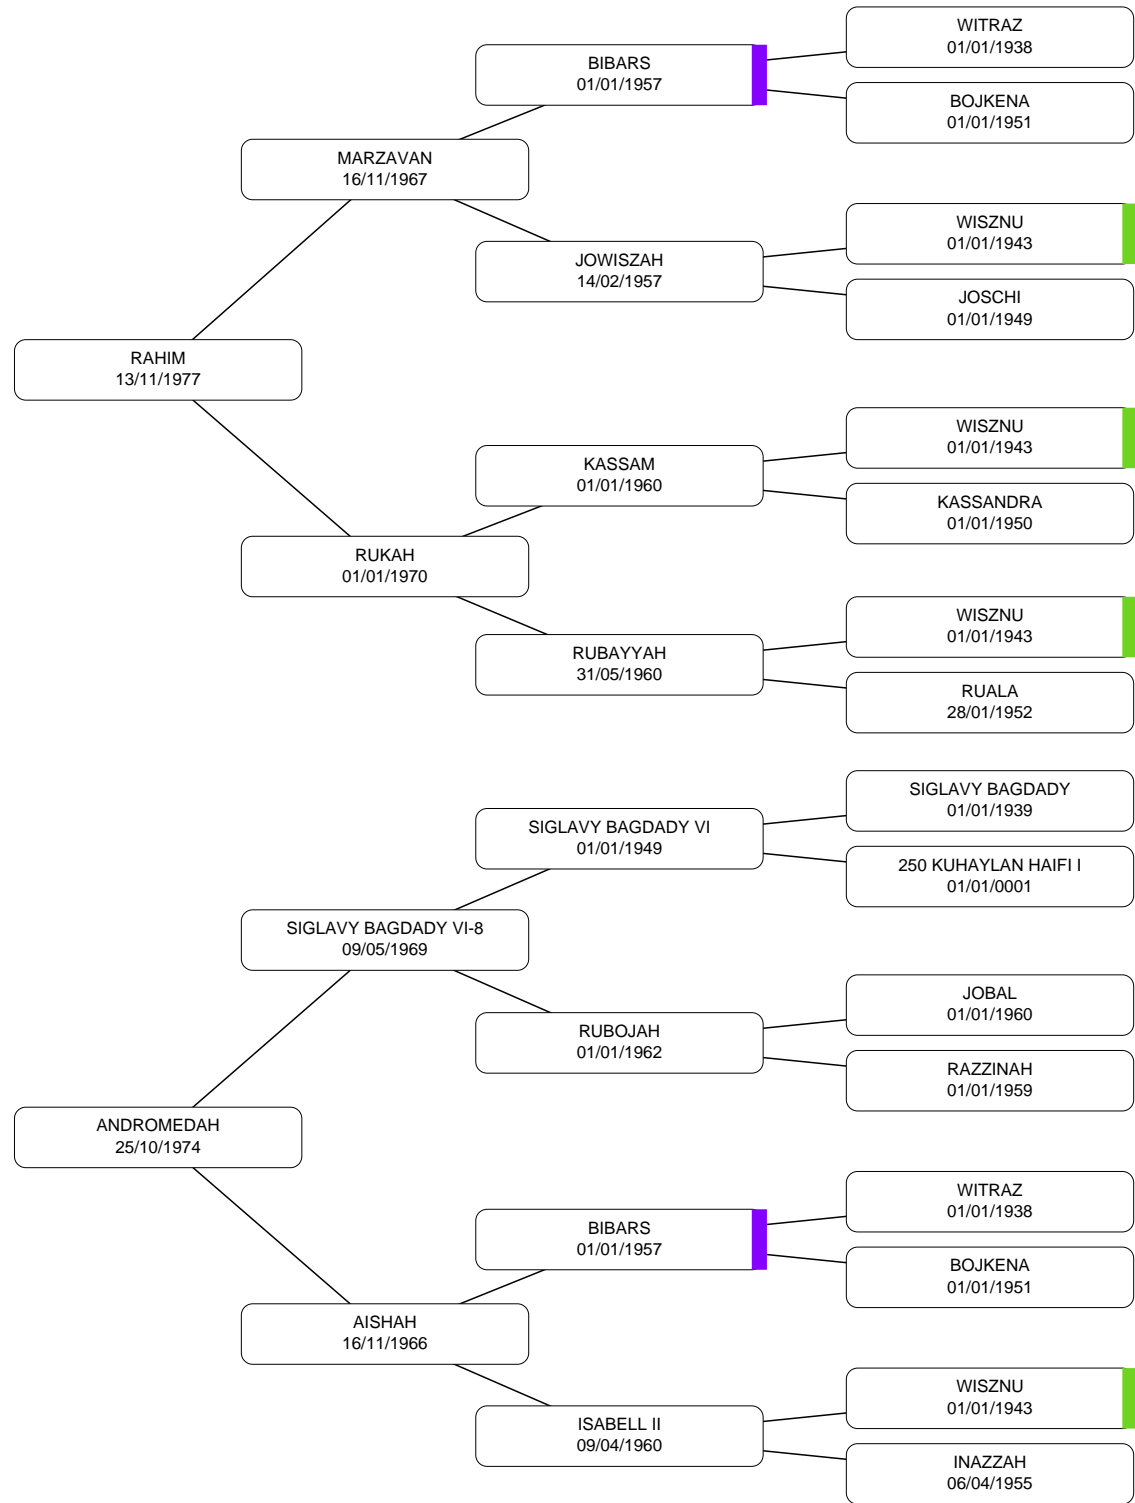 WITRAZ
01/01/1938
BIBARS
01/01/1957
BOJKENA
01/01/1951
MARZAVAN
16/11/1967
WISZNU
01/01/1943
JOWISZAH
14/02/1957
JOSCHI
01/01/1949
RAHIM
13/11/1977
WISZNU
01/01/1943
KASSAM
01/01/1960
KASSANDRA
01/01/1950
RUKAH
01/01/1970
WISZNU
01/01/1943
RUBAYYAH
31/05/1960
RUALA
28/01/1952
SIGLAVY BAGDADY
01/01/1939
SIGLAVY BAGDADY VI
01/01/1949
250 KUHAYLAN HAIFI I
01/01/0001
SIGLAVY BAGDADY VI-8
09/05/1969
JOBAL
01/01/1960
RUBOJAH
01/01/1962
RAZZINAH
01/01/1959
ANDROMEDAH
25/10/1974
WITRAZ
01/01/1938
BIBARS
01/01/1957
BOJKENA
01/01/1951
AISHAH
16/11/1966
WISZNU
01/01/1943
ISABELL II
09/04/1960
INAZZAH
06/04/1955